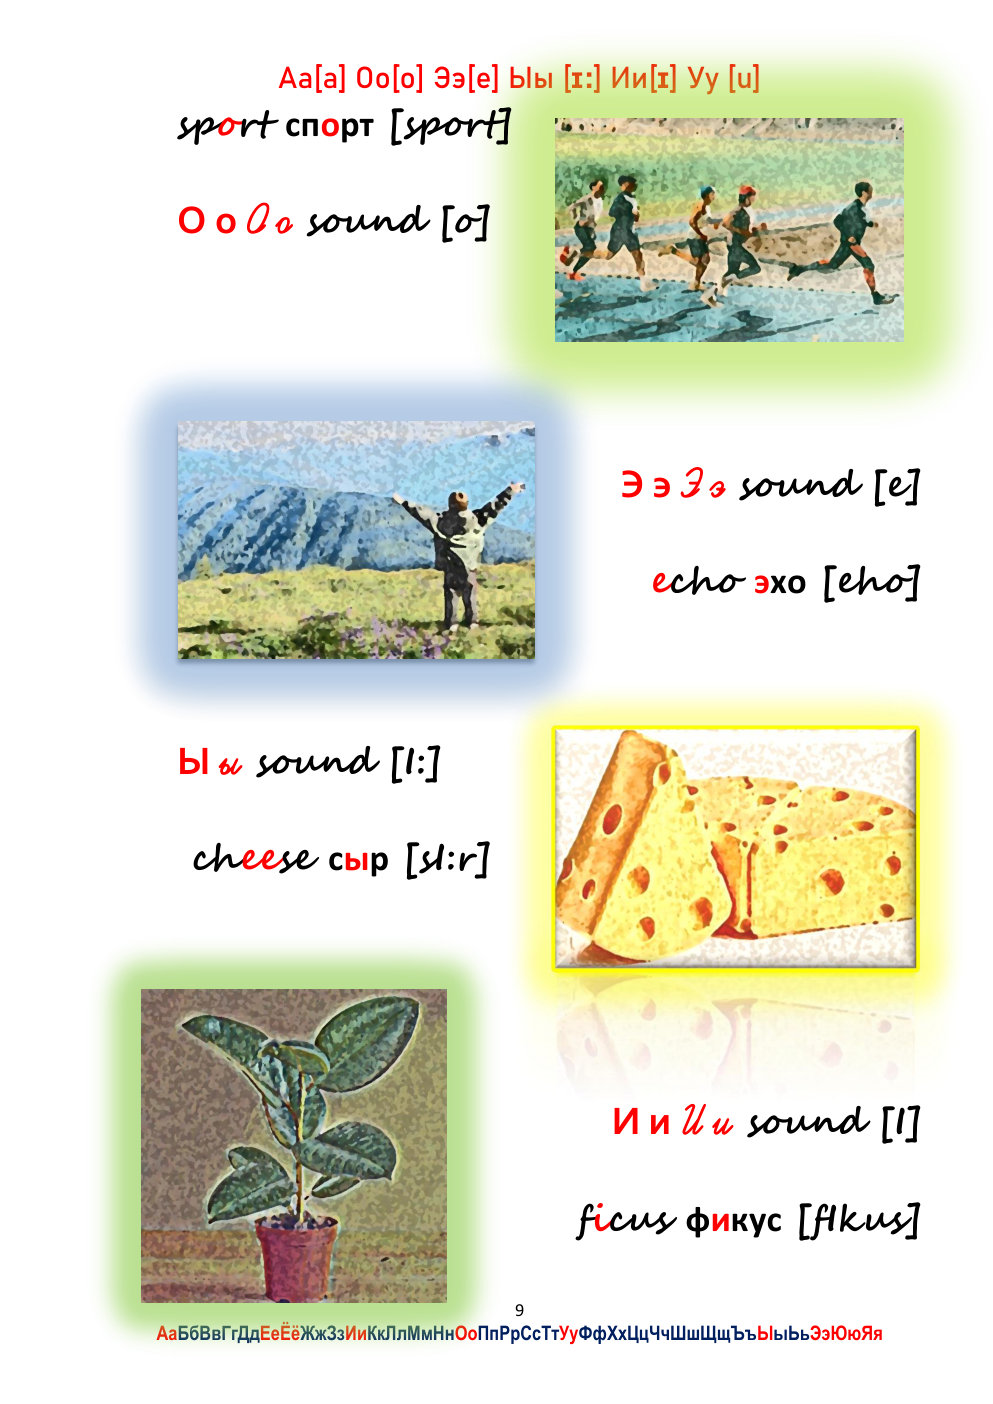 Аа[a] Оо[o] Ээ[e] Ыы [ɪ:] Ии[ɪ] Уу [u]
sport спорт [sport]
О о О о sound [o]
Э э Э э sound [e]
echo эхо [eho]
Ы ы sound [I:]
cheese сыр [sI:r]
И и И и sound [I]
ficus фикус [fIkus]
9
АаБбВвГгДдЕеЁёЖжЗзИиКкЛлМмНнОоПпРрСсТтУуФфХхЦцЧчШшЩщЪъЫыЬьЭэЮюЯя